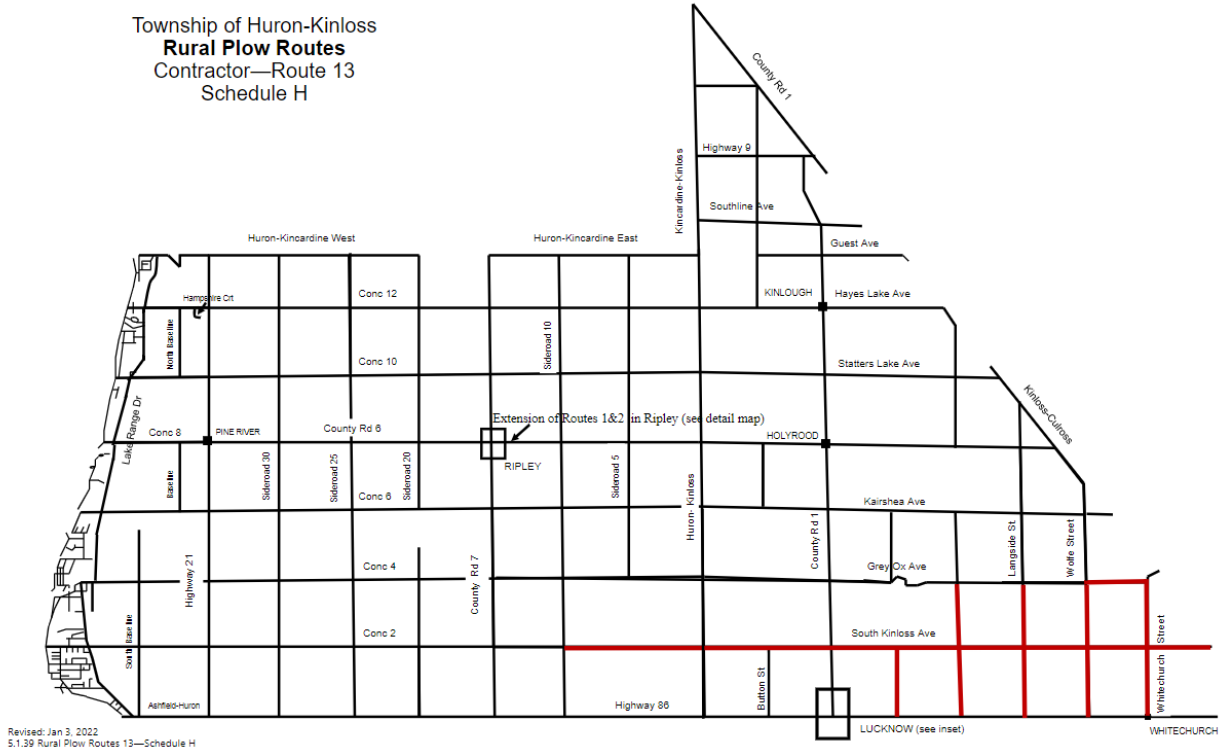 Township of Huron-Kinloss
Rural Plow Routes
Contractor—Route 13
Schedule H
County Rd 1
Highway 9
Kincardine-Kinloss
Southline Ave
Huron-Kincardine West
Huron-Kincardine East
Guest Ave
Hampshire Crt
Conc 12
KINLOUGH
Hayes Lake Ave
North Baseline
Sideroad 10
Conc 10
Statters Lake Ave
Kinloss-Culross
Lake Range Dr
Extension of Routes 1&2 in Ripley (see detail map)
Conc 8
PINE RIVER
County Rd 6
HOLYROOD
RIPLEY
Baseline
Sideroad 30
Sideroad 25
Sideroad 20
Sideroad 5
Huron- Kinloss
Conc 6
Kairshea Ave
County Rd 1
Langside St.
Wolfe Street
Highway 21
Conc 4
County Rd 7
Grey Ox Ave
South Baseline
Conc 2
South Kinloss Ave
Whitechurch Street
Button St
Ashfield-Huron
Highway 86
LUCKNOW (see inset)
WHITECHURCH
Revised: Jan 3, 2022
5.1.39 Rural Plow Routes 13—Schedule H